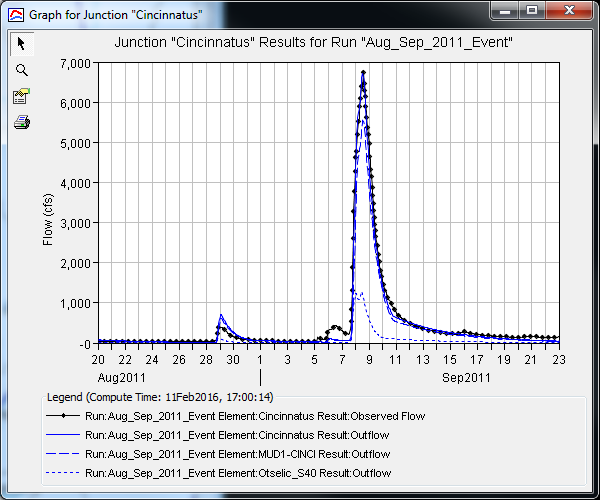 Graph for Junction "Cincinnatus"
Junction "Cincinnatus" Results for Run "Aug_Sep_2011_Event"
7,000
6,000
5,000
4,000
3,000
2,000
1,000
-0
Flow (cfs)
20 22 24 26 28 30 1 3 5 7 9 11 13 15 17 19 21 23
Aug2011 Sep2011
Legend (Compute Time: 11Feb2016, 17:00:14)
Run:Aug_Sep_2011_Event Element:Cincinnatus Result:Observed Flow
Run:Aug_Sep_2011_Event Element:Cincinnatus Result:Outflow
Run:Aug_Sep_2011_Event Element:MUD1-CINCI Result:Outflow
Run:Aug_Sep_2011_Event Element:Otselic_S40 Result:Outflow